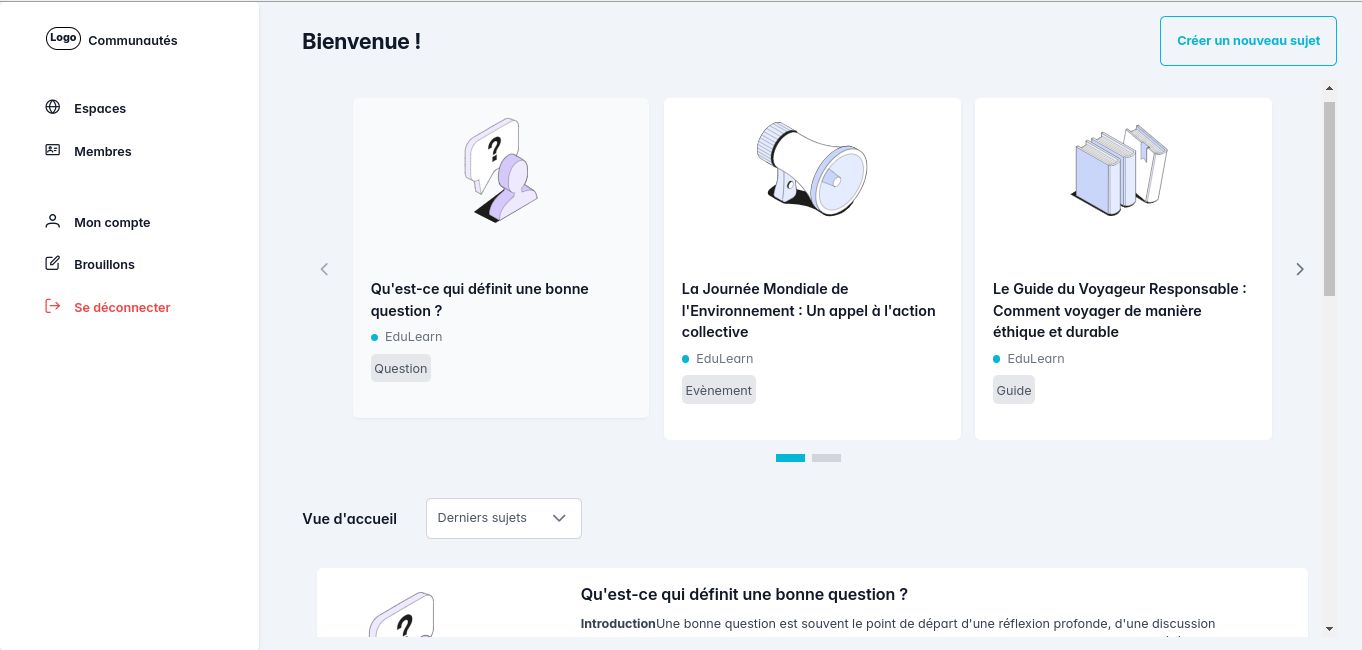 Logo Communautés
Espaces
Membres
Mon compte
Brouillons
Se déconnecter
Bienvenue !
Créer un nouveau sujet
?
Qu'est-ce qui définit une bonne
question ?
EduLearn
Question
La Journée Mondiale de
l'Environnement : Un appel à l'action
collective
EduLearn
Evènement
Le Guide du Voyageur Responsable :
Comment voyager de manière
éthique et durable
EduLearn
Guide
Vue d'accueil
Derniers sujets
?
Qu'est-ce qui définit une bonne question ?
IntroductionUne bonne question est souvent le point de départ d'une réflexion profonde, d'une discussion